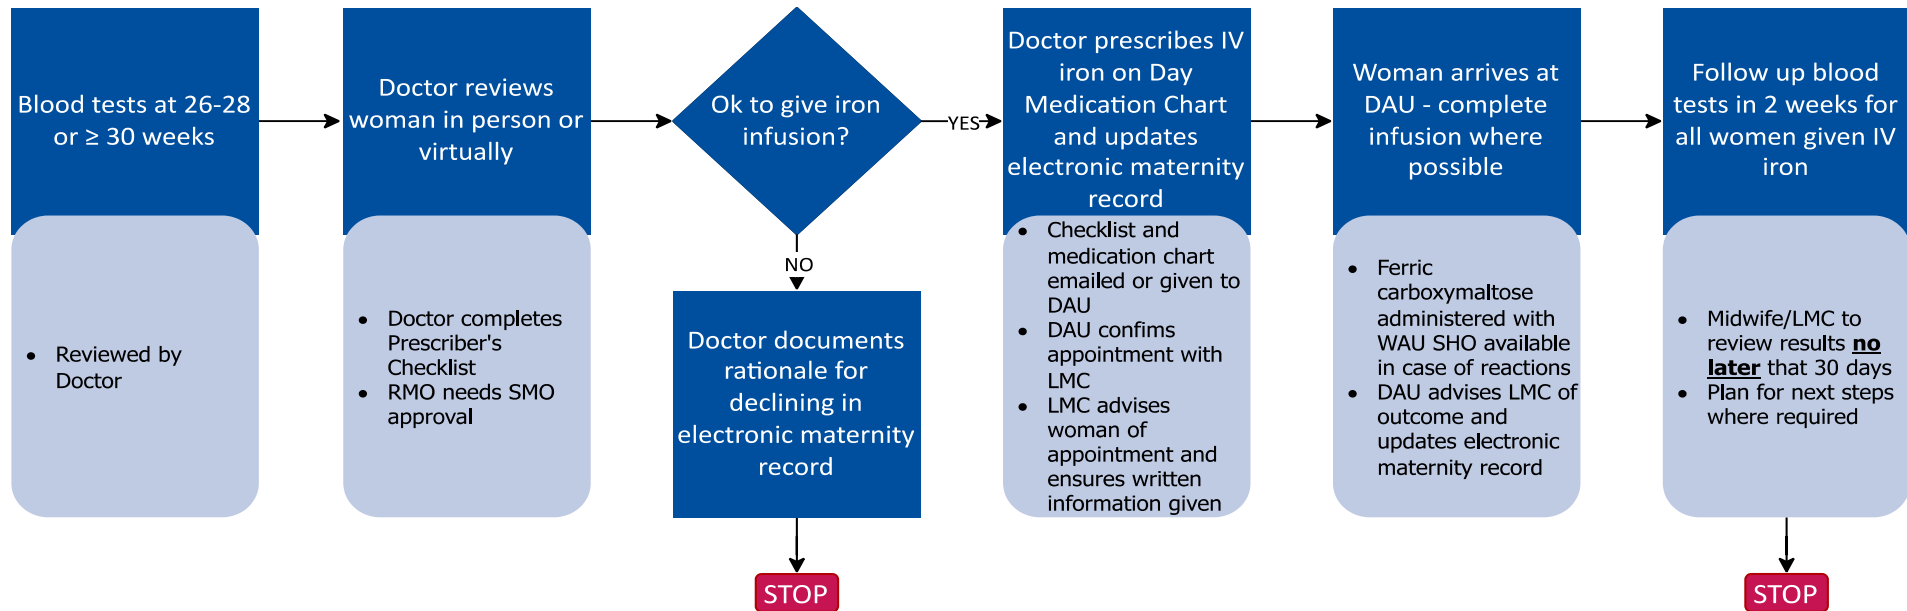 Blood tests at 26-28
or ≥ 30 weeks
• Reviewed by
Doctor
Doctor reviews
woman in person or
virtually
• Doctor completes
Prescriber's
Checklist
• RMO needs SMO
approval
Ok to give iron
infusion?
YES
NO
Doctor documents
rationale for
declining in
electronic maternity
record
STOP
Doctor prescribes IV
iron on Day
Medication Chart
and updates
electronic maternity
record
• Checklist and
medication chart
emailed or given to
DAU
• DAU confims
appointment with
LMC
• LMC advises
woman of
appointment and
ensures written
information given
Woman arrives at
DAU - complete
infusion where
possible
• Ferric
carboxymaltose
administered with
WAU SHO available
in case of reactions
• DAU advises LMC of
outcome and
updates electronic
maternity record
Follow up blood
tests in 2 weeks for
all women given IV
iron
• Midwife/LMC to
review results no
later that 30 days
• Plan for next steps
where required
STOP